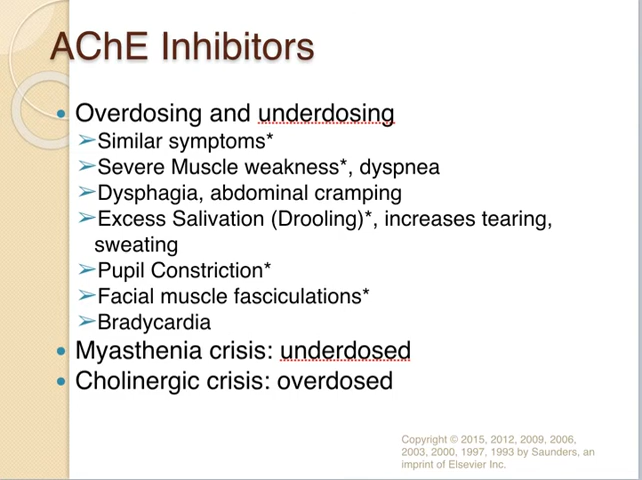 AChE Inhibitors
• Overdosing and underdosing
➢Similar symptoms*
➢Severe Muscle weakness*, dyspnea
➢Dysphagia, abdominal cramping
➢Excess Salivation (Drooling)*, increases tearing,
sweating
➢Pupil Constriction*
➢Facial muscle fasciculations*
➢Bradycardia
• Myasthenia crisis: underdosed
• Cholinergic crisis: overdosed
Copyright © 2015, 2012, 2009, 2006,
2003, 2000, 1997, 1993 by Saunders, an
imprint of Elsevier Inc.